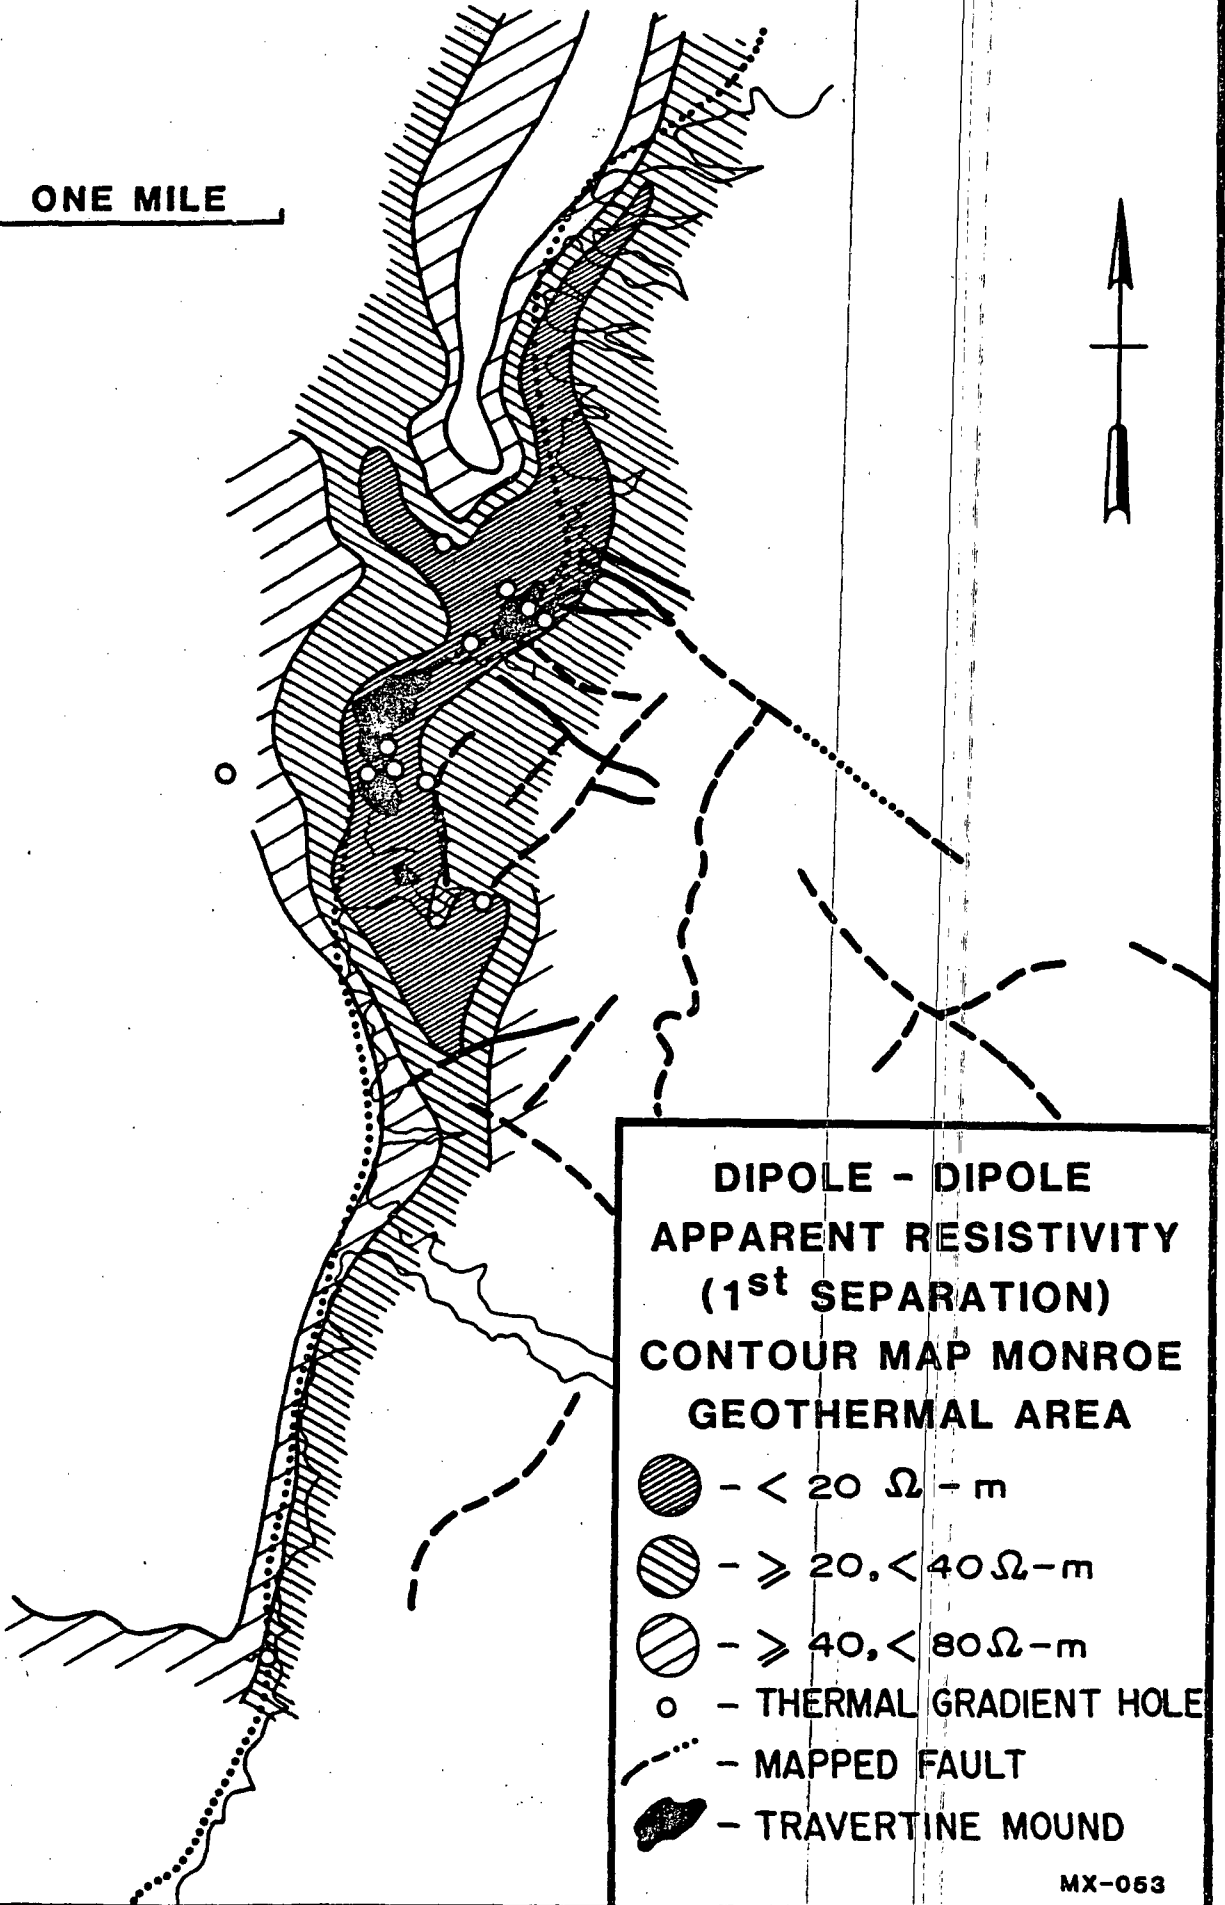 ONE MILE
DIPOLE - DIPOLE
APPARENT RESISTIVITY
(1st SEPARATION)
CONTOUR MAP MONROE
GEOTHERMAL AREA
- < 20 Ω - m
- ⩾ 20, < 40 Ω - m
- ⩾ 40, < 80 Ω - m
- THERMAL GRADIENT HOLE
- MAPPED FAULT
- TRAVERTINE MOUND
MX-053